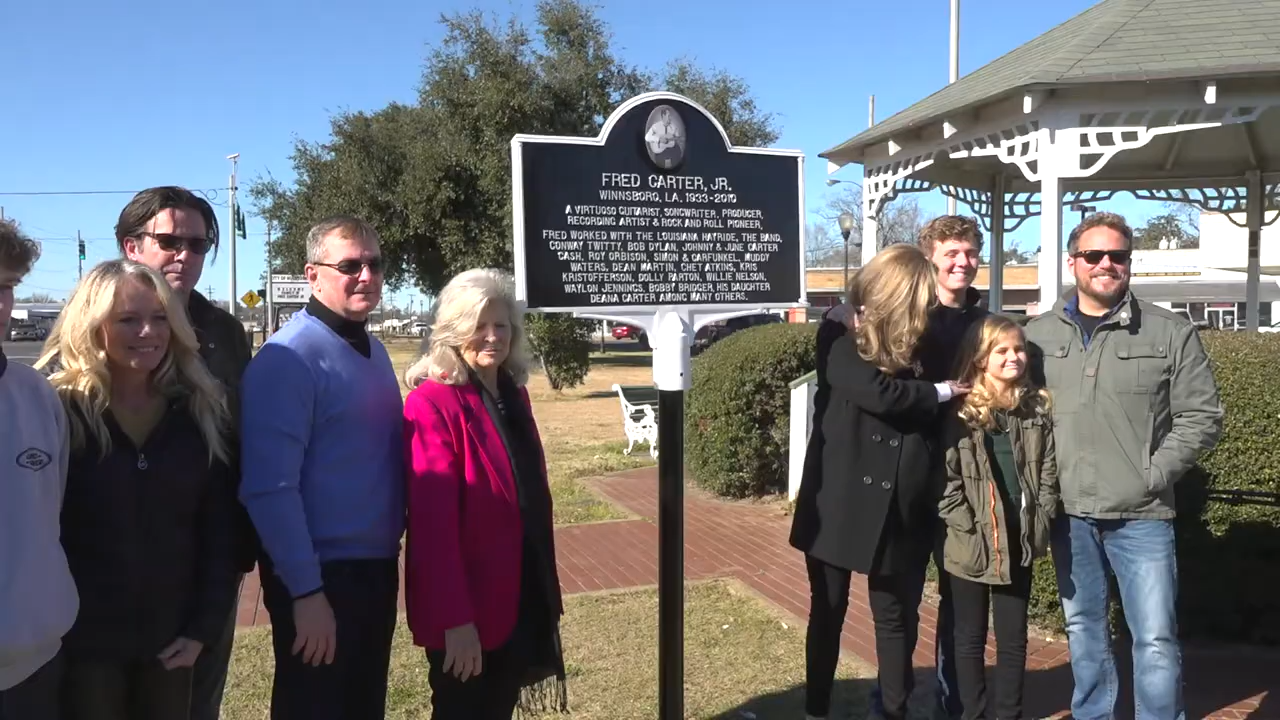 FRED CARTER, JR.
WINNSBORO, LA. 1933-2010
A VIRTUOSO GUITARIST, SONGWRITER, PRODUCER,
RECORDING ARTIST & ROCK AND ROLL PIONEER,
FRED WORKED WITH THE LOUISIANA HAYRIDE, THE BAND,
CONWAY TWITTY, BOB DYLAN, JOHNNY & JUNE CARTER
CASH, ROY ORBISON, SIMON & GARFUNKEL, MUDDY
WATERS, DEAN MARTIN, CHET ATKINS, KRIS
KRISTOFFERSON, DOLLY PARTON, WILLIE NELSON,
WAYLON JENNINGS, BOBBY BRIDGER, HIS DAUGHTER
DEANA CARTER AMONG MANY OTHERS.